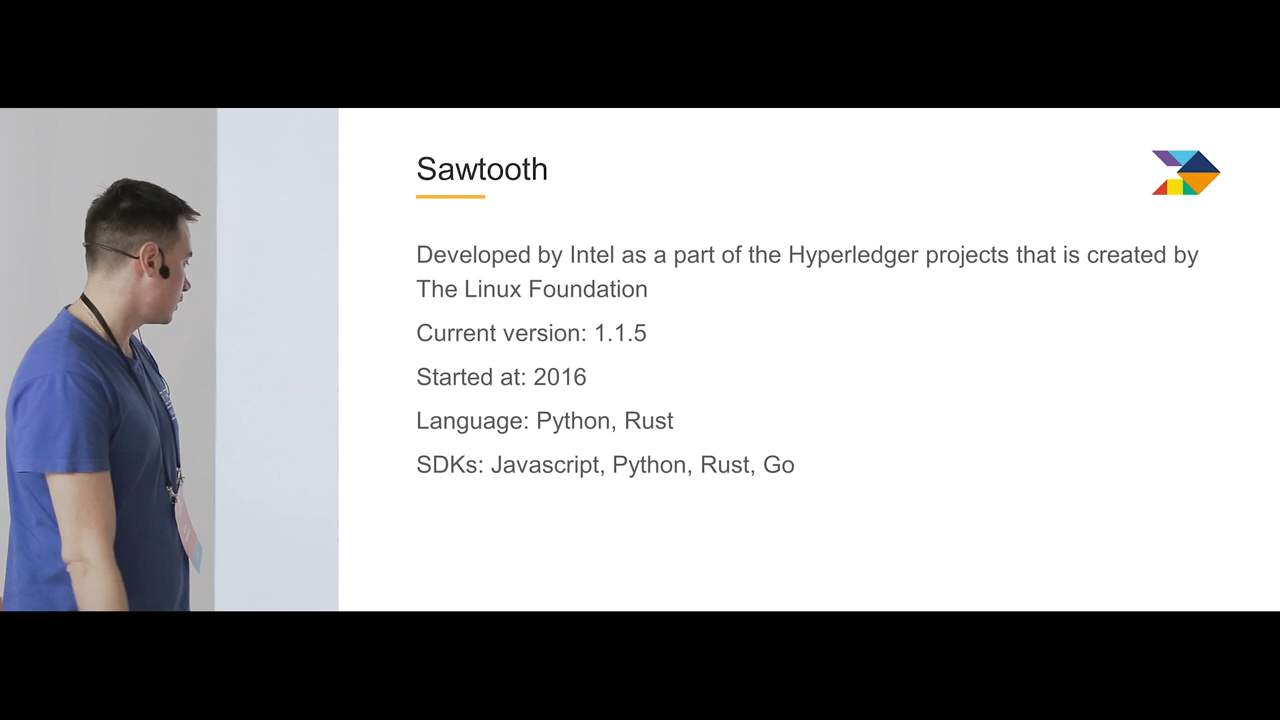 Sawtooth
Developed by Intel as a part of the Hyperledger projects that is created by
The Linux Foundation
Current version: 1.1.5
Started at: 2016
Language: Python, Rust
SDKs: Javascript, Python, Rust, Go